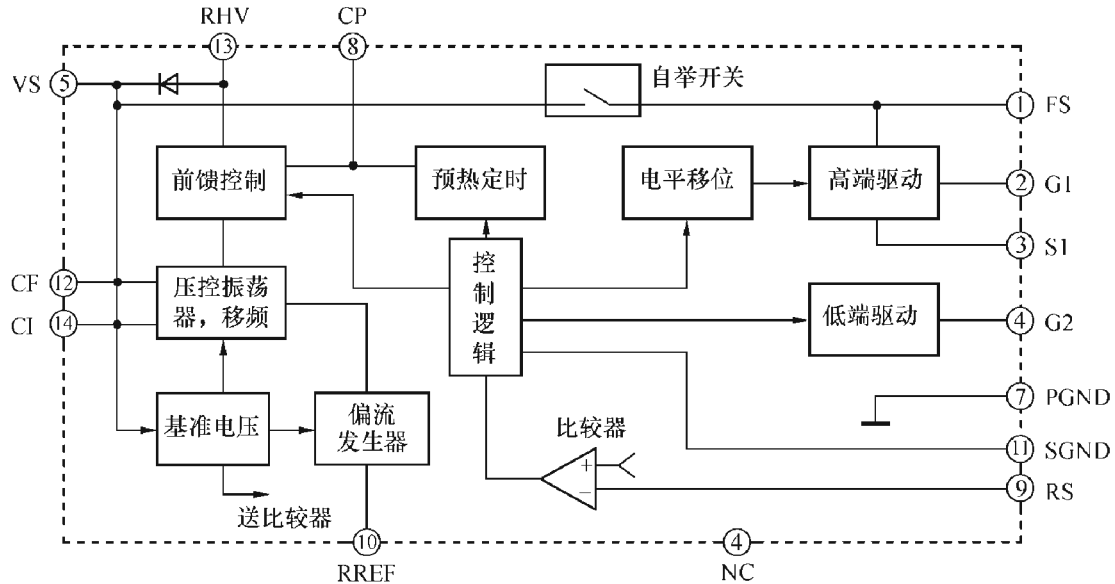 RHV
CP
13
8
VS
5
自举开关
1
FS
前馈控制
预热定时
电平移位
高端驱动
2
G1
3
S1
控
制
逻
辑
CF
12
压控振荡
器，移频
CI
14
低端驱动
4
G2
基准电压
偏流
发生器
7
PGND
比较器
+
11
SGND
−
9
RS
送比较器
10
4
RREF
NC